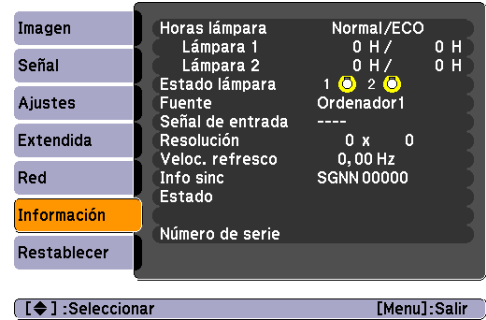 Imagen
Señal
Ajustes
Extendida
Red
Información
Restablecer
Horas lámpara Normal/ECO
Lámpara 1 0 H / 0 H
Lámpara 2 0 H / 0 H
Estado lámpara 1 2
Fuente Ordenador1
Señal de entrada ----
Resolución 0 x 0
Veloc. refresco 0,00 Hz
Info sinc SGNN00000
Estado
Número de serie
[◆] :Seleccionar [Menu]:Salir